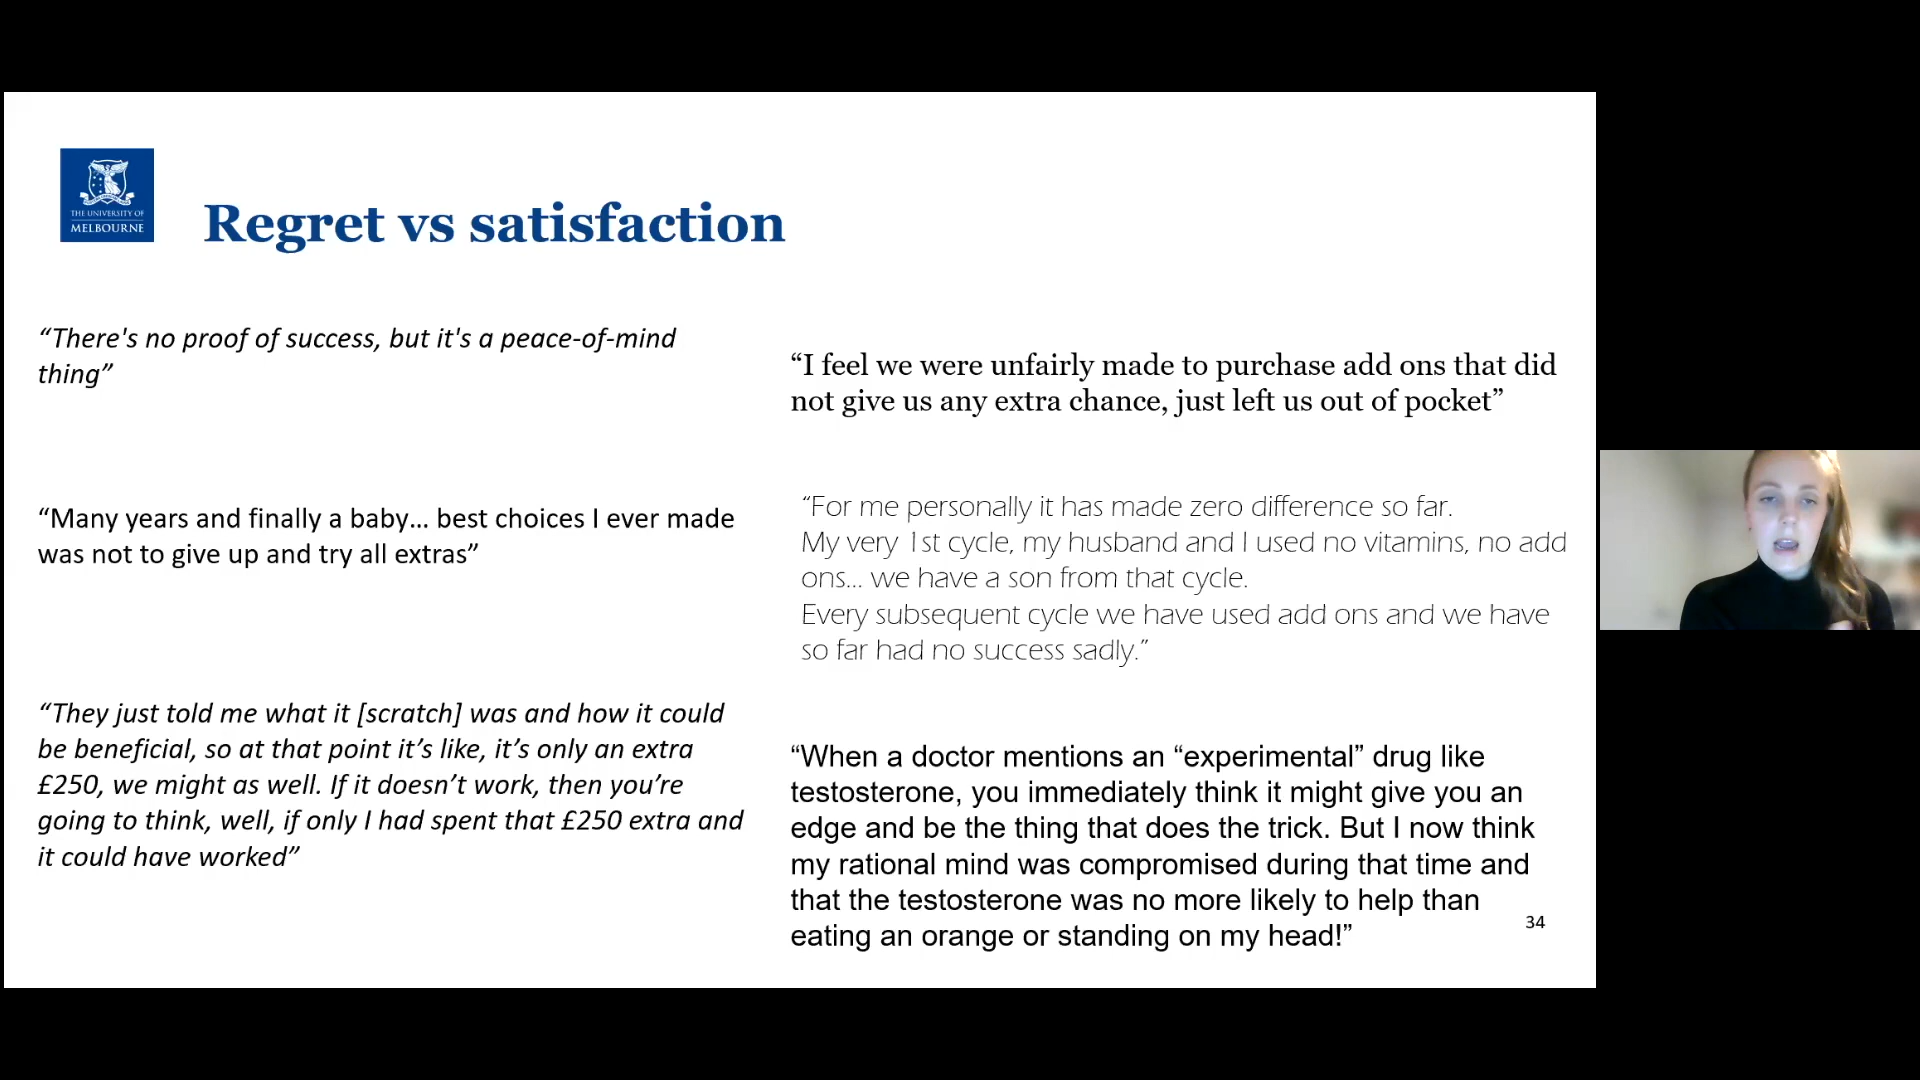 THE UNIVERSITY OF
MELBOURNE
Regret vs satisfaction
“There's no proof of success, but it's a peace-of-mind
thing”
“Many years and finally a baby… best choices I ever made
was not to give up and try all extras”
“They just told me what it [scratch] was and how it could
be beneficial, so at that point it’s like, it’s only an extra
£250, we might as well. If it doesn’t work, then you’re
going to think, well, if only I had spent that £250 extra and
it could have worked”
“I feel we were unfairly made to purchase add ons that did
not give us any extra chance, just left us out of pocket”
“For me personally it has made zero difference so far.
My very 1st cycle, my husband and I used no vitamins, no add
ons… we have a son from that cycle.
Every subsequent cycle we have used add ons and we have
so far had no success sadly.”
“When a doctor mentions an “experimental” drug like
testosterone, you immediately think it might give you an
edge and be the thing that does the trick. But I now think
my rational mind was compromised during that time and
that the testosterone was no more likely to help than
eating an orange or standing on my head!”
34